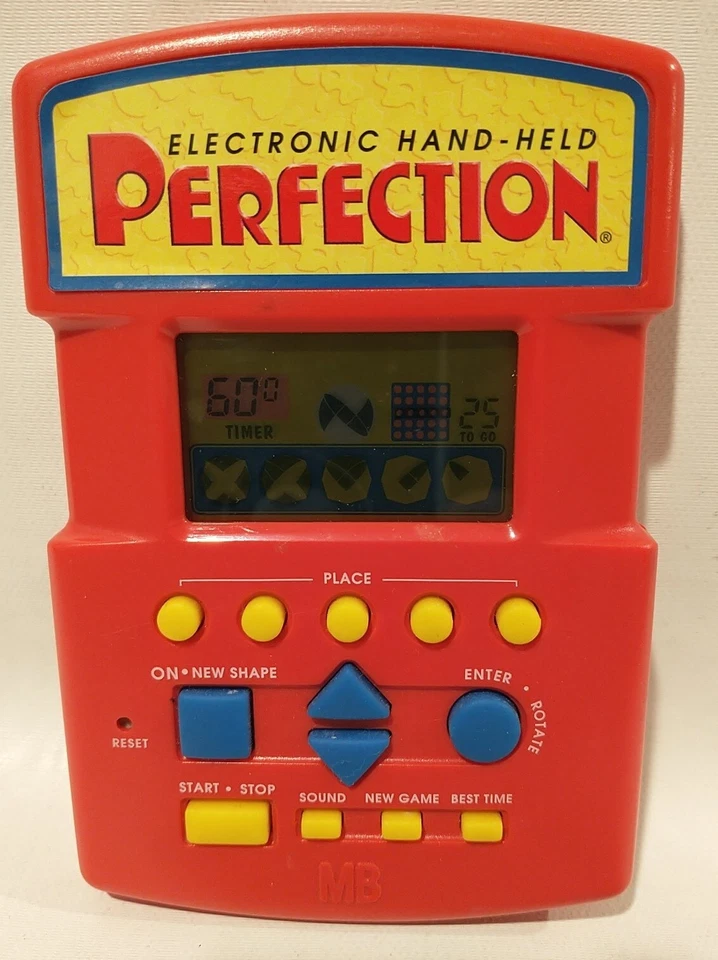 ELECTRONIC HAND-HELD
PERFECTION®
60 0
25
TIMER
TO GO
PLACE
ON • NEW SHAPE
ENTER • ROTATE
RESET
START • STOP
SOUND
NEW GAME
BEST TIME
MB